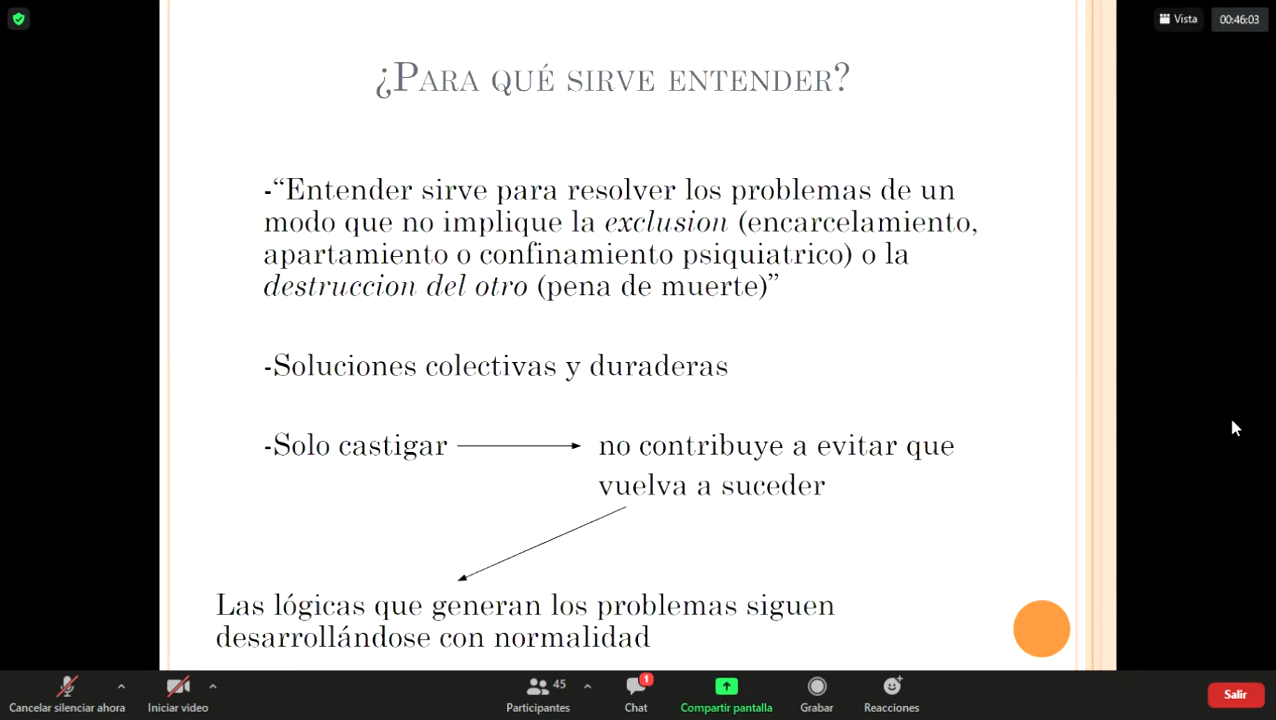 Vista
00:46:03
¿PARA QUÉ SIRVE ENTENDER?
-“Entender sirve para resolver los problemas de un
modo que no implique la exclusion (encarcelamiento,
apartamiento o confinamiento psiquiatrico) o la
destruccion del otro (pena de muerte)”
-Soluciones colectivas y duraderas
-Solo castigar
no contribuye a evitar que
vuelva a suceder
Las lógicas que generan los problemas siguen
desarrollándose con normalidad
45
1
Cancelar silenciar ahora
Iniciar video
Participantes
Chat
Compartir pantalla
Grabar
Reacciones
Salir